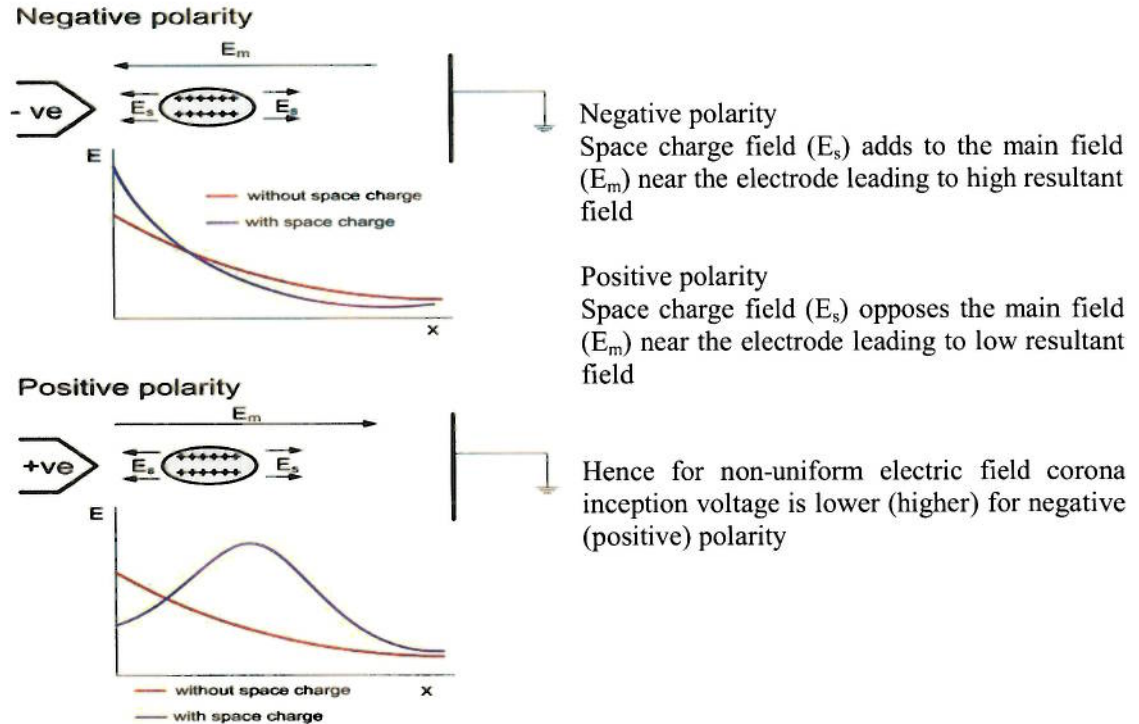 Negative polarity
Em
- ve
Es
++++++
++++++
Es
E
without space charge
with space charge
x
Negative polarity
Space charge field (Es) adds to the main field
(Em) near the electrode leading to high resultant
field
Positive polarity
Space charge field (Es) opposes the main field
(Em) near the electrode leading to low resultant
field
Positive polarity
Em
+ve
Es
++++++
++++++
Es
E
without space charge
x
with space charge
Hence for non-uniform electric field corona
inception voltage is lower (higher) for negative
(positive) polarity